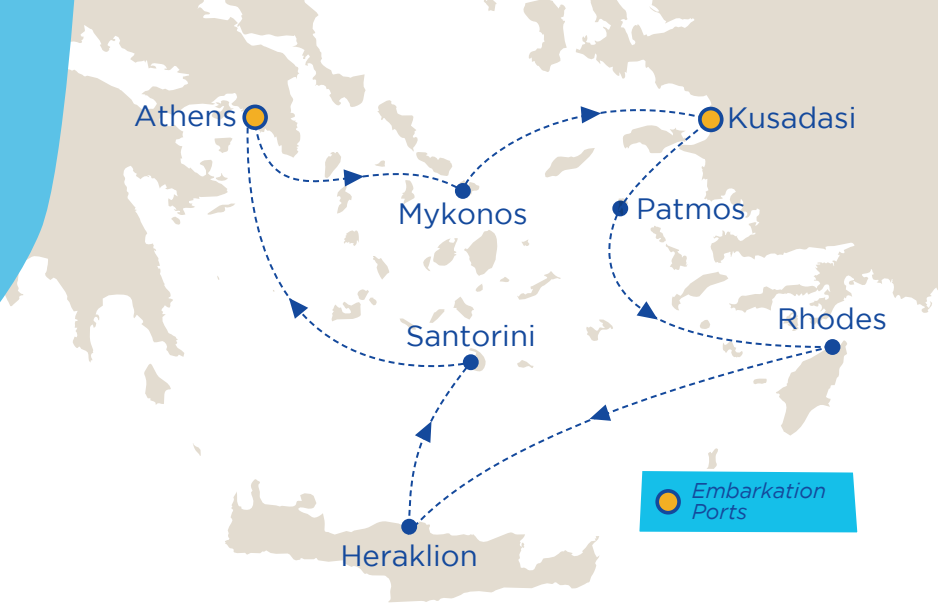 Athens
Kusadasi
Mykonos
Patmos
Rhodes
Santorini
Embarkation
Ports
Heraklion